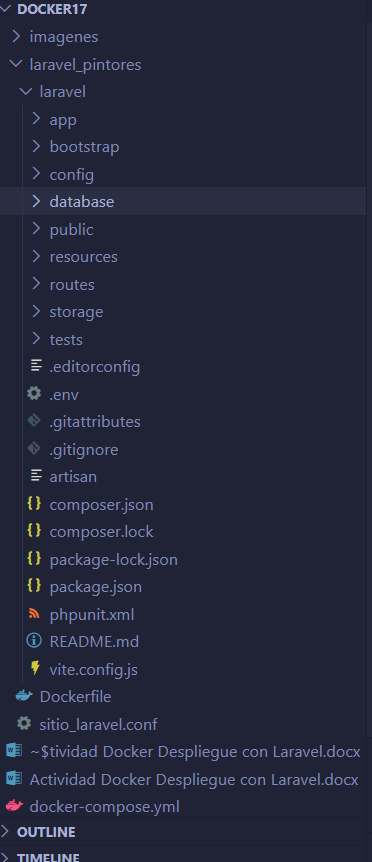 DOCKER17
imagenes
laravel_pintores
laravel
app
bootstrap
config
database
public
resources
routes
storage
tests
.editorconfig
.env
.gitattributes
.gitignore
artisan
composer.json
composer.lock
package-lock.json
package.json
phpunit.xml
README.md
vite.config.js
Dockerfile
sitio_laravel.conf
~$tividad Docker Despliegue con Laravel.docx
Actividad Docker Despliegue con Laravel.docx
docker-compose.yml
OUTLINE
TIMELINE